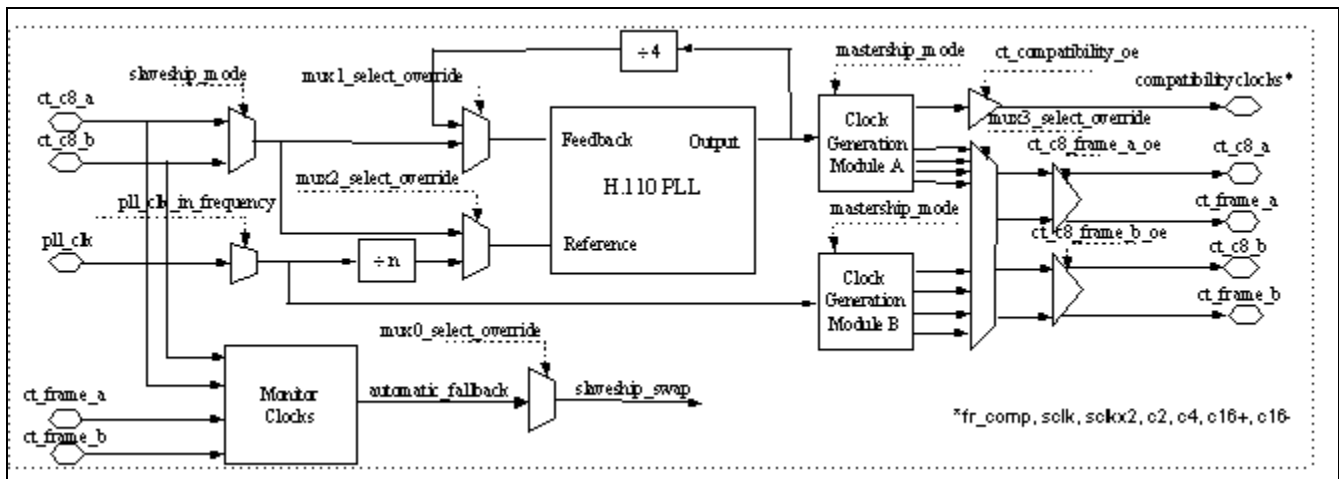 ÷4
mastership_mode
ct_compatibility_oe
slaveship_mode
mux1_select_override
compatibilityclocks*
ct_c8_a
Clock
Generation
Module A
mux3_select_override
ct_c8_b
Feedback
Output
ct_c8_frame_a_oe
ct_c8_a
H.110 PLL
mux2_select_override
pll_clk_in_frequency
mastership_mode
ct_frame_a
ct_c8_frame_b_oe
pll_clk
Reference
ct_c8_b
÷n
Clock
Generation
Module B
ct_frame_b
mux0_select_override
Monitor
Clocks
automatic_fallback
slaveship_swap
ct_frame_a
ct_frame_b
*fr_comp, sclk, sclkx2, c2, c4, c16+, c16-